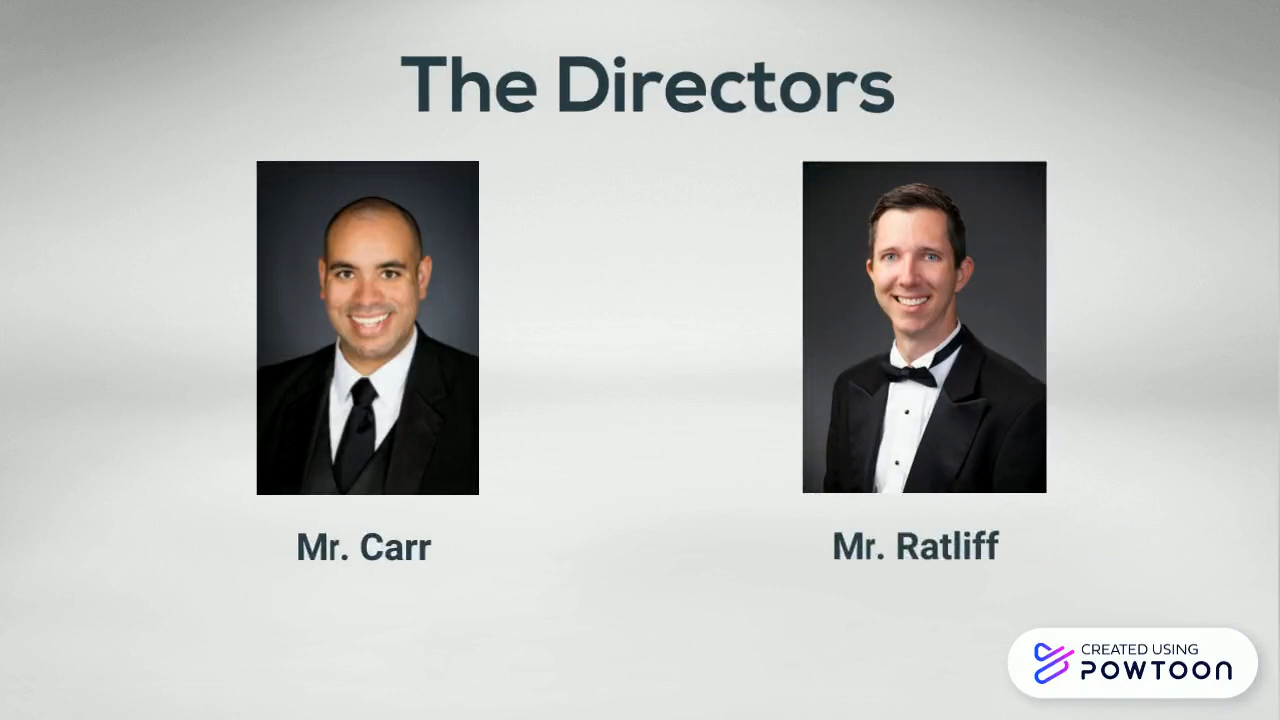 The Directors
Mr. Carr
Mr. Ratliff
CREATED USING
POWTOON